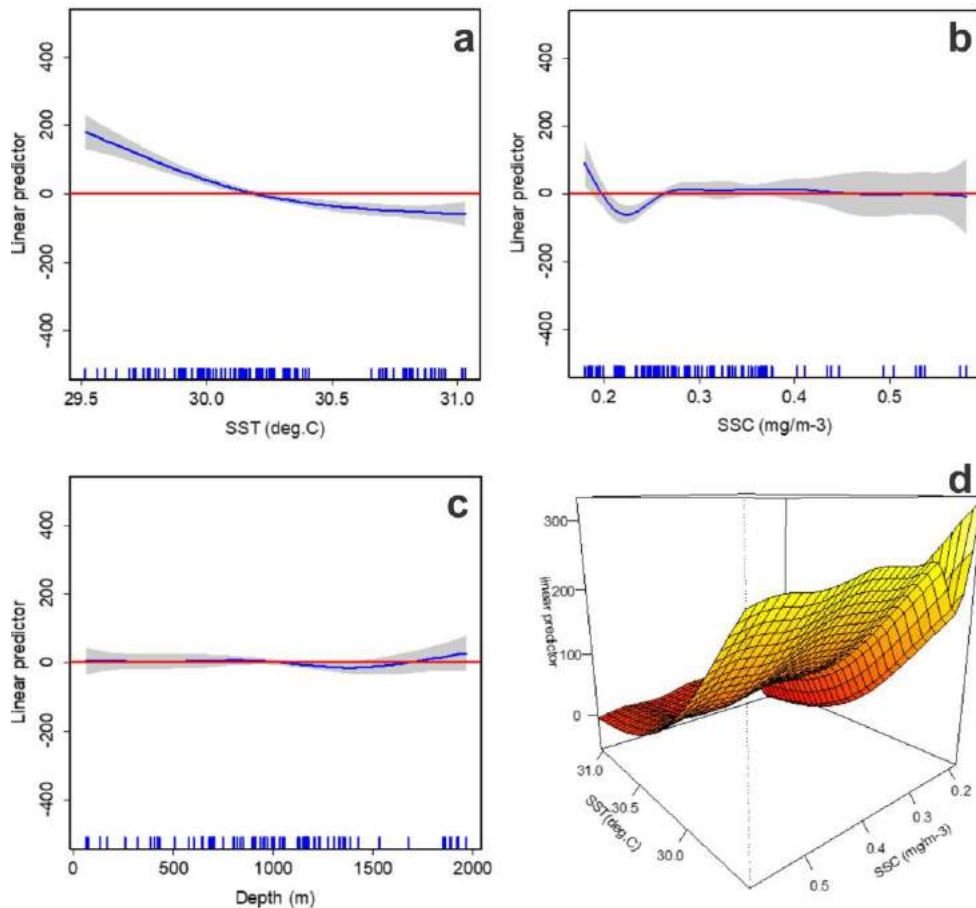 a
Linear predictor
400
200
0
-200
-400
29.5 30.0 30.5 31.0
SST (deg.C)
b
Linear predictor
400
200
0
-200
-400
0.2 0.3 0.4 0.5
SSC (mg/m-3)
c
Linear predictor
400
200
0
-200
-400
0 500 1000 1500 2000
Depth (m)
d
linear predictor
300
200
100
0
31.0
30.5
30.0
SST(deg.C)
0.2
0.3
0.4
0.5
SSC (mg/m-3)